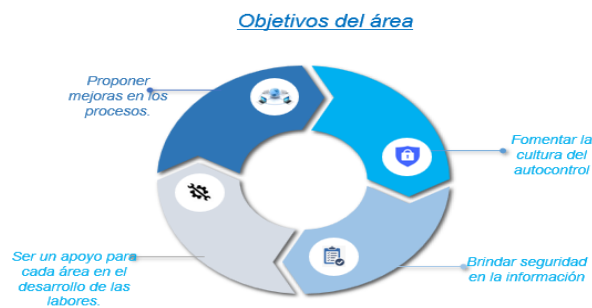 Objetivos del área
Proponer
mejoras en los
procesos.
Fomentar la
cultura del
autocontrol
Ser un apoyo para
cada área en el
desarrollo de las
labores.
Brindar seguridad
en la información